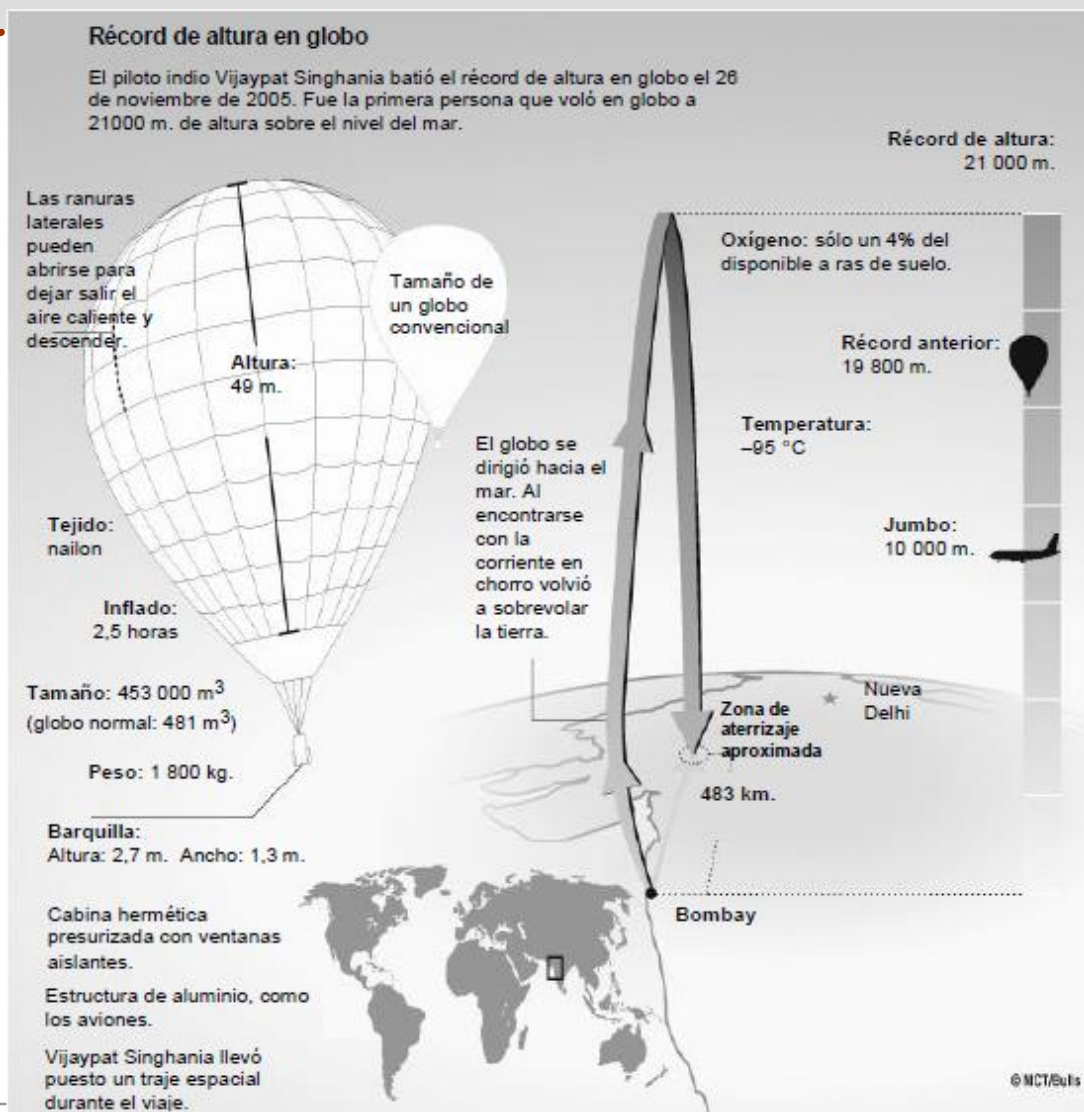 Récord de altura en globo
El piloto indio Vijaypat Singhania batió el récord de altura en globo el 26
de noviembre de 2005. Fue la primera persona que voló en globo a
21000 m. de altura sobre el nivel del mar.
Récord de altura:
21 000 m.
Las ranuras
laterales
pueden
abrirse para
dejar salir el
aire caliente y
descender.
Tamaño de
un globo
convencional
Altura:
49 m.
Oxígeno: sólo un 4% del
disponible a ras de suelo.
Récord anterior:
19 800 m.
Temperatura:
–95 °C
El globo se
dirigió hacia el
mar. Al
encontrarse
con la
corriente en
chorro volvió
a sobrevolar
la tierra.
Jumbo:
10 000 m.
Tejido:
nailon
Inflado:
2,5 horas
Tamaño: 453 000 m³
(globo normal: 481 m³)
Peso: 1 800 kg.
Barquilla:
Altura: 2,7 m. Ancho: 1,3 m.
Nueva
Delhi
Zona de
aterrizaje
aproximada
483 km.
Bombay
Cabina hermética
presurizada con ventanas
aislantes.
Estructura de aluminio, como
los aviones.
Vijaypat Singhania llevó
puesto un traje espacial
durante el viaje.
© MCT/Bulls